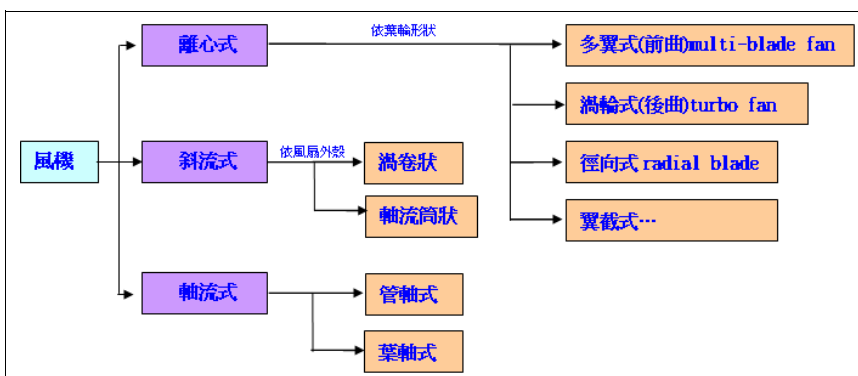 離心式
依葉輪形狀
多翼式(前曲)multi-blade fan
渦輪式(後曲)turbo fan
風機
斜流式
依風扇外殼
渦卷狀
徑向式 radial blade
軸流筒狀
翼截式…
軸流式
管軸式
葉軸式